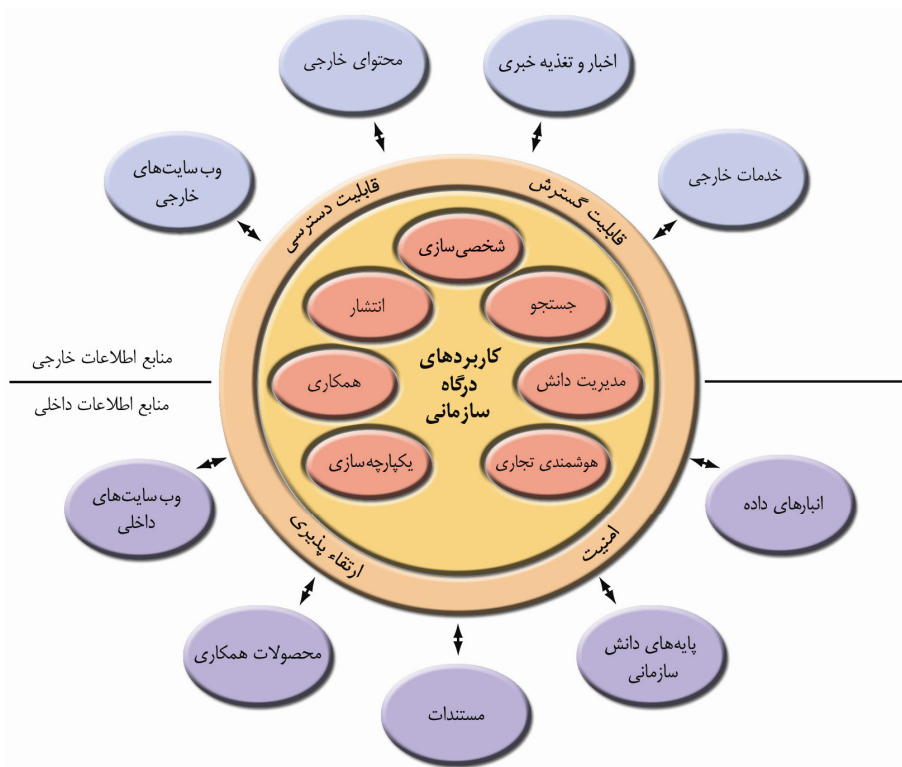 اخبار و تغذیه خبری
محتوای خارجی
خدمات خارجی
وب سایت‌های
خارجی
قابلیت گسترش
قابلیت دسترسی
شخصی‌سازی
جستجو
انتشار
کاربردهای
درگاه
سازمانی
مدیریت دانش
همکاری
هوشمندی تجاری
یکپارچه‌سازی
منابع اطلاعات خارجی
منابع اطلاعات داخلی
امنیت
ارتقاء پذیری
انبارهای داده
وب سایت‌های
داخلی
پایه‌های دانش
سازمانی
محصولات همکاری
مستندات